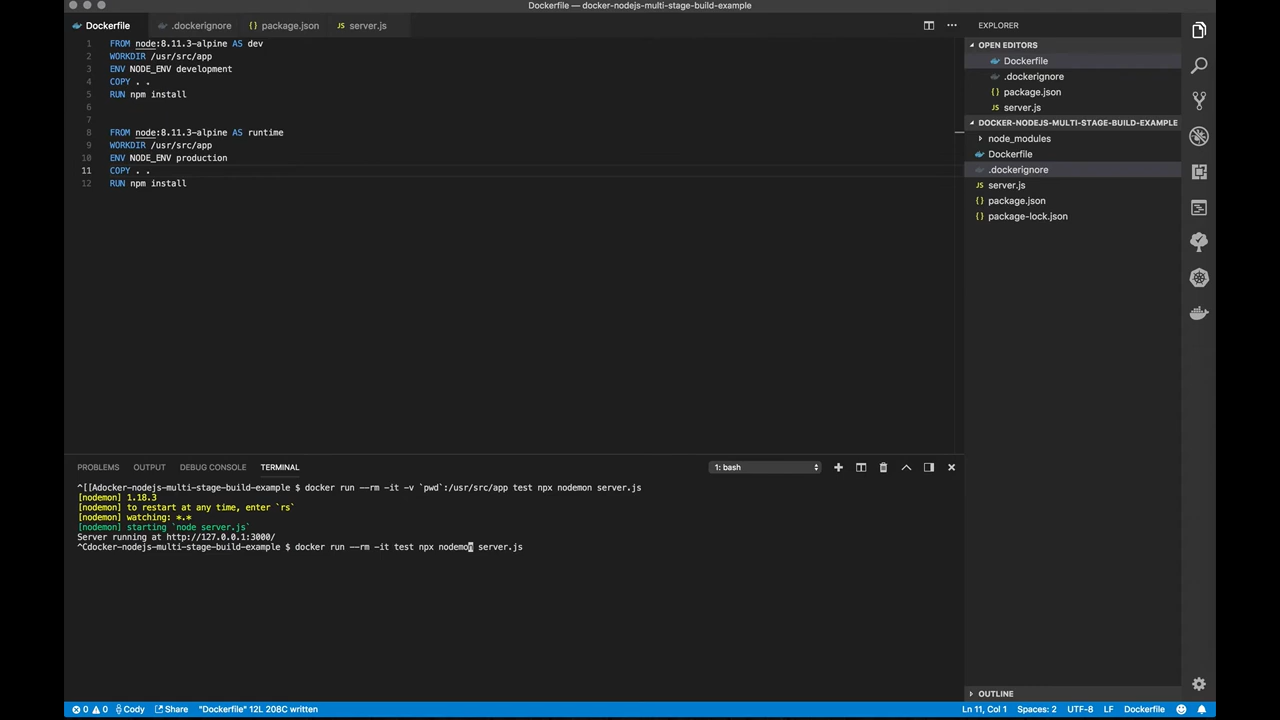 Dockerfile — docker-nodejs-multi-stage-build-example
Dockerfile
.dockerignore
{} package.json
JS server.js
1 FROM node:8.11.3-alpine AS dev
2 WORKDIR /usr/src/app
3 ENV NODE_ENV development
4 COPY . .
5 RUN npm install
6
7
8 FROM node:8.11.3-alpine AS runtime
9 WORKDIR /usr/src/app
10 ENV NODE_ENV production
11 COPY . .
12 RUN npm install
EXPLORER
OPEN EDITORS
Dockerfile
.dockerignore
{} package.json
JS server.js
DOCKER-NODEJS-MULTI-STAGE-BUILD-EXAMPLE
node_modules
Dockerfile
.dockerignore
JS server.js
{} package.json
{} package-lock.json
OUTLINE
PROBLEMS OUTPUT DEBUG CONSOLE TERMINAL
1: bash
^[[Adocker-nodejs-multi-stage-build-example $ docker run --rm -it -v `pwd`:/usr/src/app test npx nodemon server.js
[nodemon] 1.18.3
[nodemon] to restart at any time, enter `rs`
[nodemon] watching: *.*
[nodemon] starting `node server.js`
Server running at http://127.0.0.1:3000/
^Cdocker-nodejs-multi-stage-build-example $ docker run --rm -it test npx nodemon server.js
0 0 Cody Share "Dockerfile" 12L 208C written
Ln 11, Col 1 Spaces: 2 UTF-8 LF Dockerfile